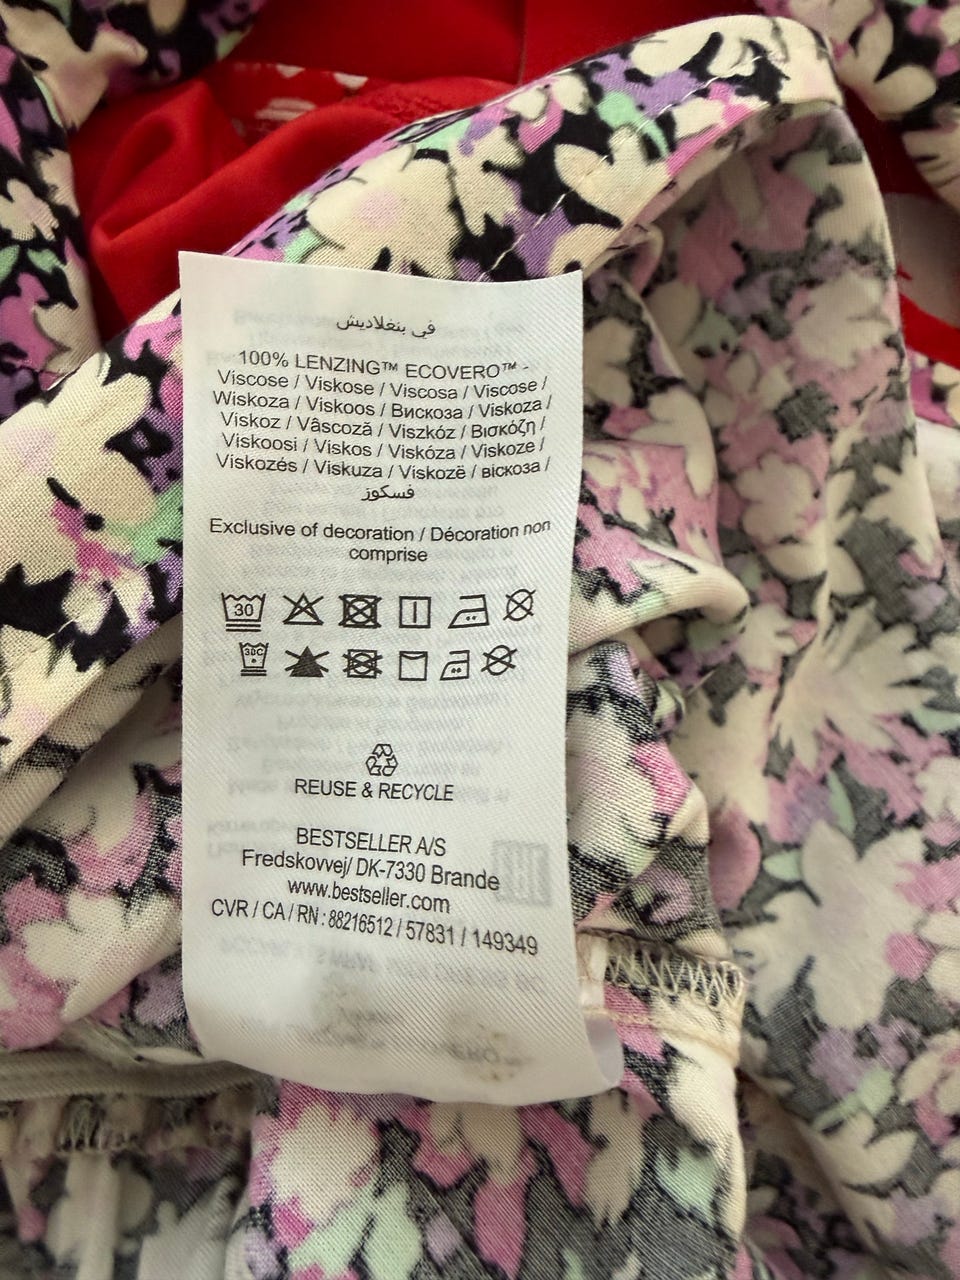 في بنغلاديش
100% LENZING™ ECOVERO™ -
Viscose / Viskose / Viscosa / Viscose /
Wiskoza / Viskoos / Вискоза / Viskoza /
Viskoz / Vâscoză / Viszkóz / Βισκόζη /
Viskoosi / Viskos / Viskóza / Viskoze /
Viskozės / Viskuza / Viskozë / віскоза /
فسكوز
Exclusive of decoration / Décoration non
comprise
30
30C
REUSE & RECYCLE
BESTSELLER A/S
Fredskovvej/ DK-7330 Brande
www.bestseller.com
CVR / CA / RN : 88216512 / 57831 / 149349